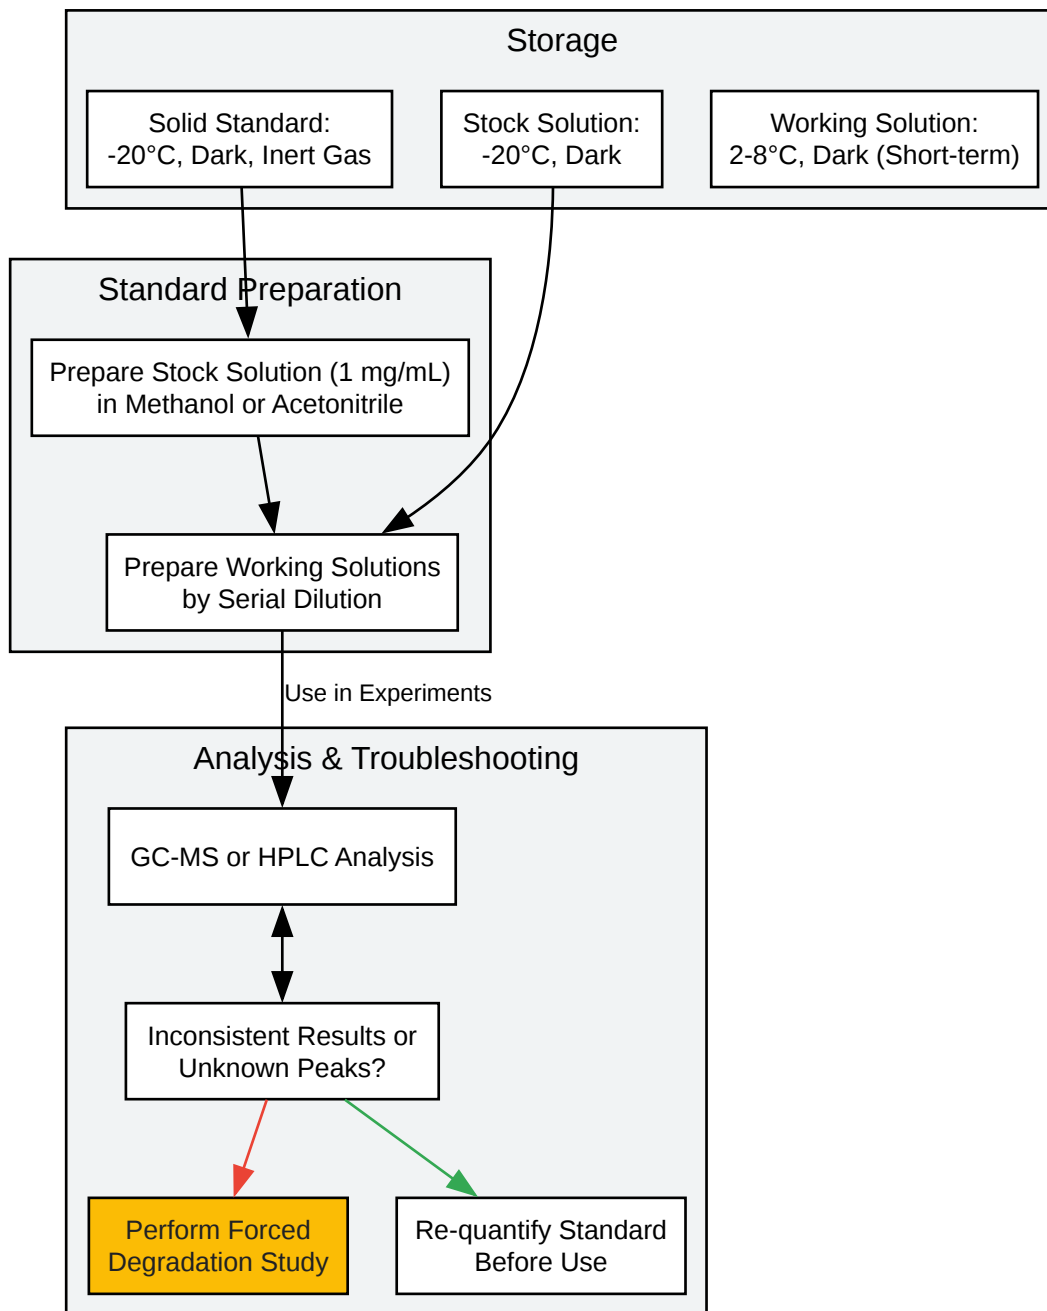 Storage
Solid Standard:
-20°C, Dark, Inert Gas
Stock Solution:
-20°C, Dark
Working Solution:
2-8°C, Dark (Short-term)
Standard Preparation
Prepare Stock Solution (1 mg/mL)
in Methanol or Acetonitrile
Prepare Working Solutions
by Serial Dilution
Use in Experiments
Analysis & Troubleshooting
GC-MS or HPLC Analysis
Inconsistent Results or
Unknown Peaks?
Perform Forced
Degradation Study
Re-quantify Standard
Before Use